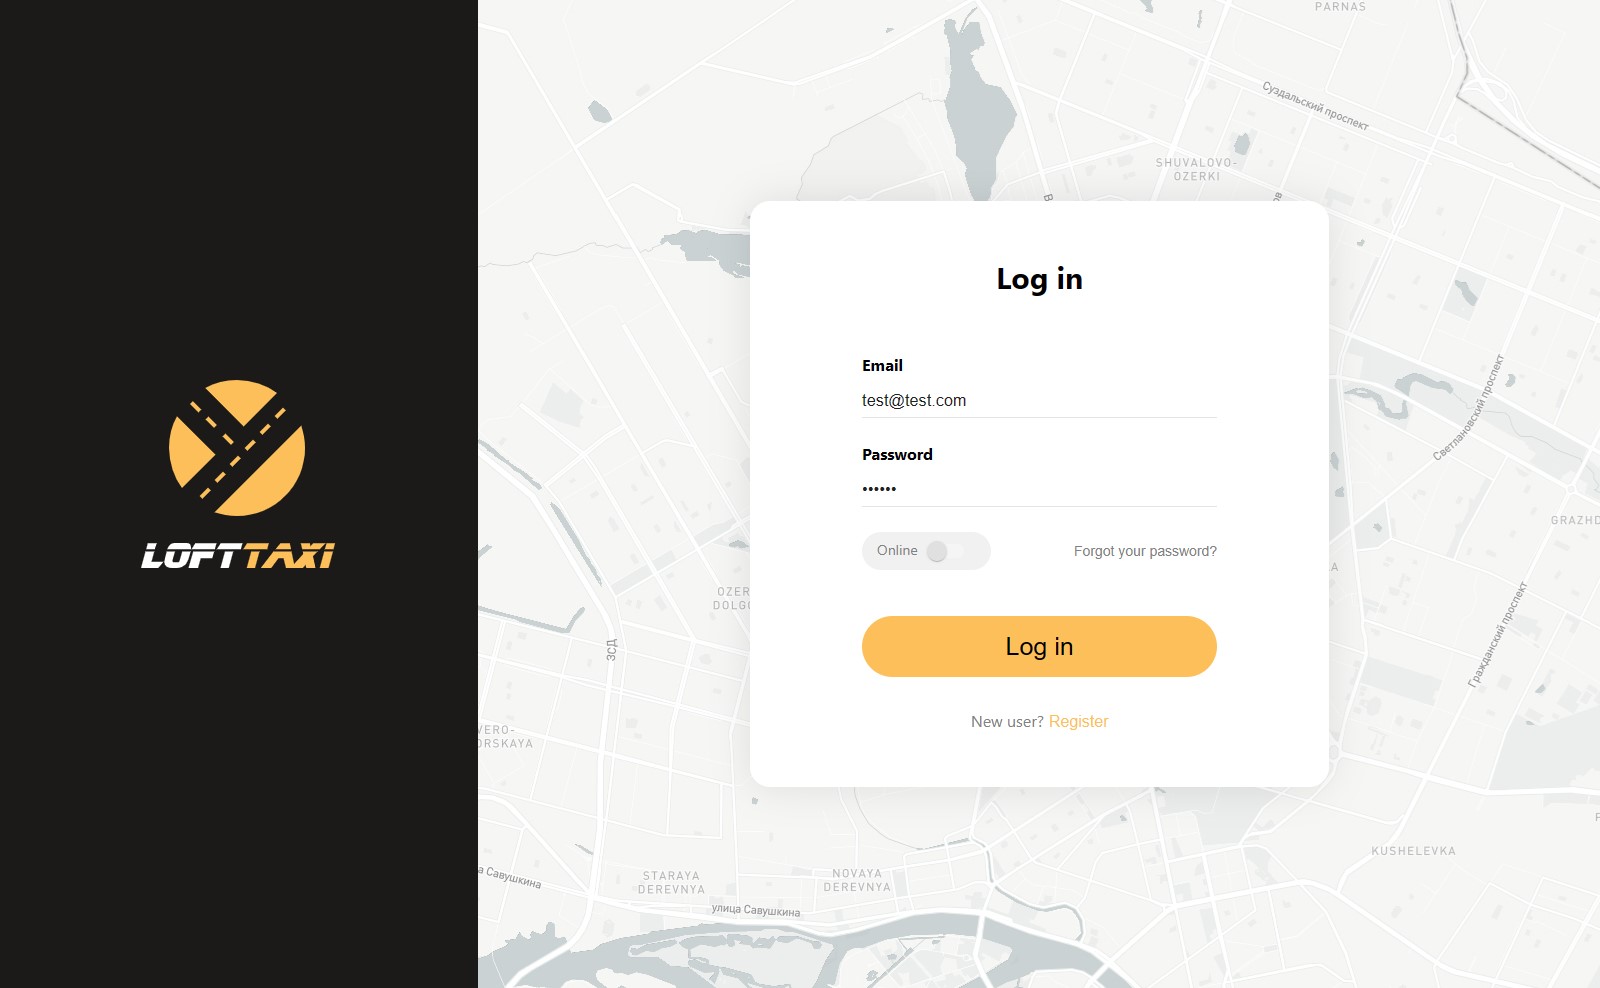 LOFTTAXI
PARNAS
Суздальский проспект
SHUVALOVO-
OZERKI
Log in
Email
test@test.com
Password
••••••
Online
Forgot your password?
Log in
New user? Register
Светлановский проспект
GRAZHD
Гражданский проспект
OZER
DOLGO
ЗСД
VERO-
ORSKAYA
KUSHELEVKA
STARAYA
DEREVNYA
NOVAYA
DEREVNYA
а Савушкина
улица Савушкина